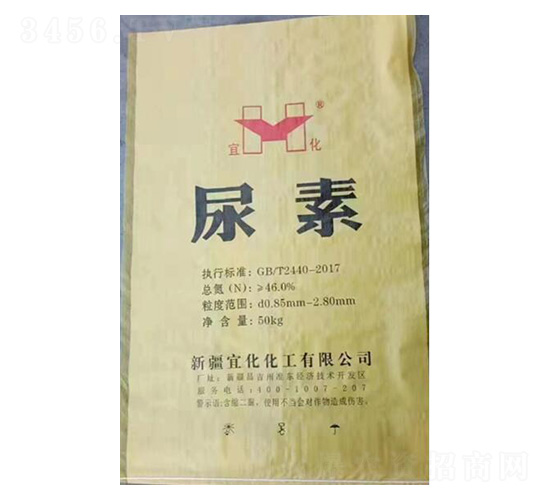 3456.TV
®
宜 化
尿素
执行标准：GB/T2440-2017
总氮（N）：≥46.0%
粒度范围：d0.85mm-2.80mm
净含量：50kg
新疆宜化化工有限公司
厂址：新疆昌吉州准东经济技术开发区
服务电话：400-1007-207
警示语:含缩二脲，使用不当会对作物造成伤害。
招商网